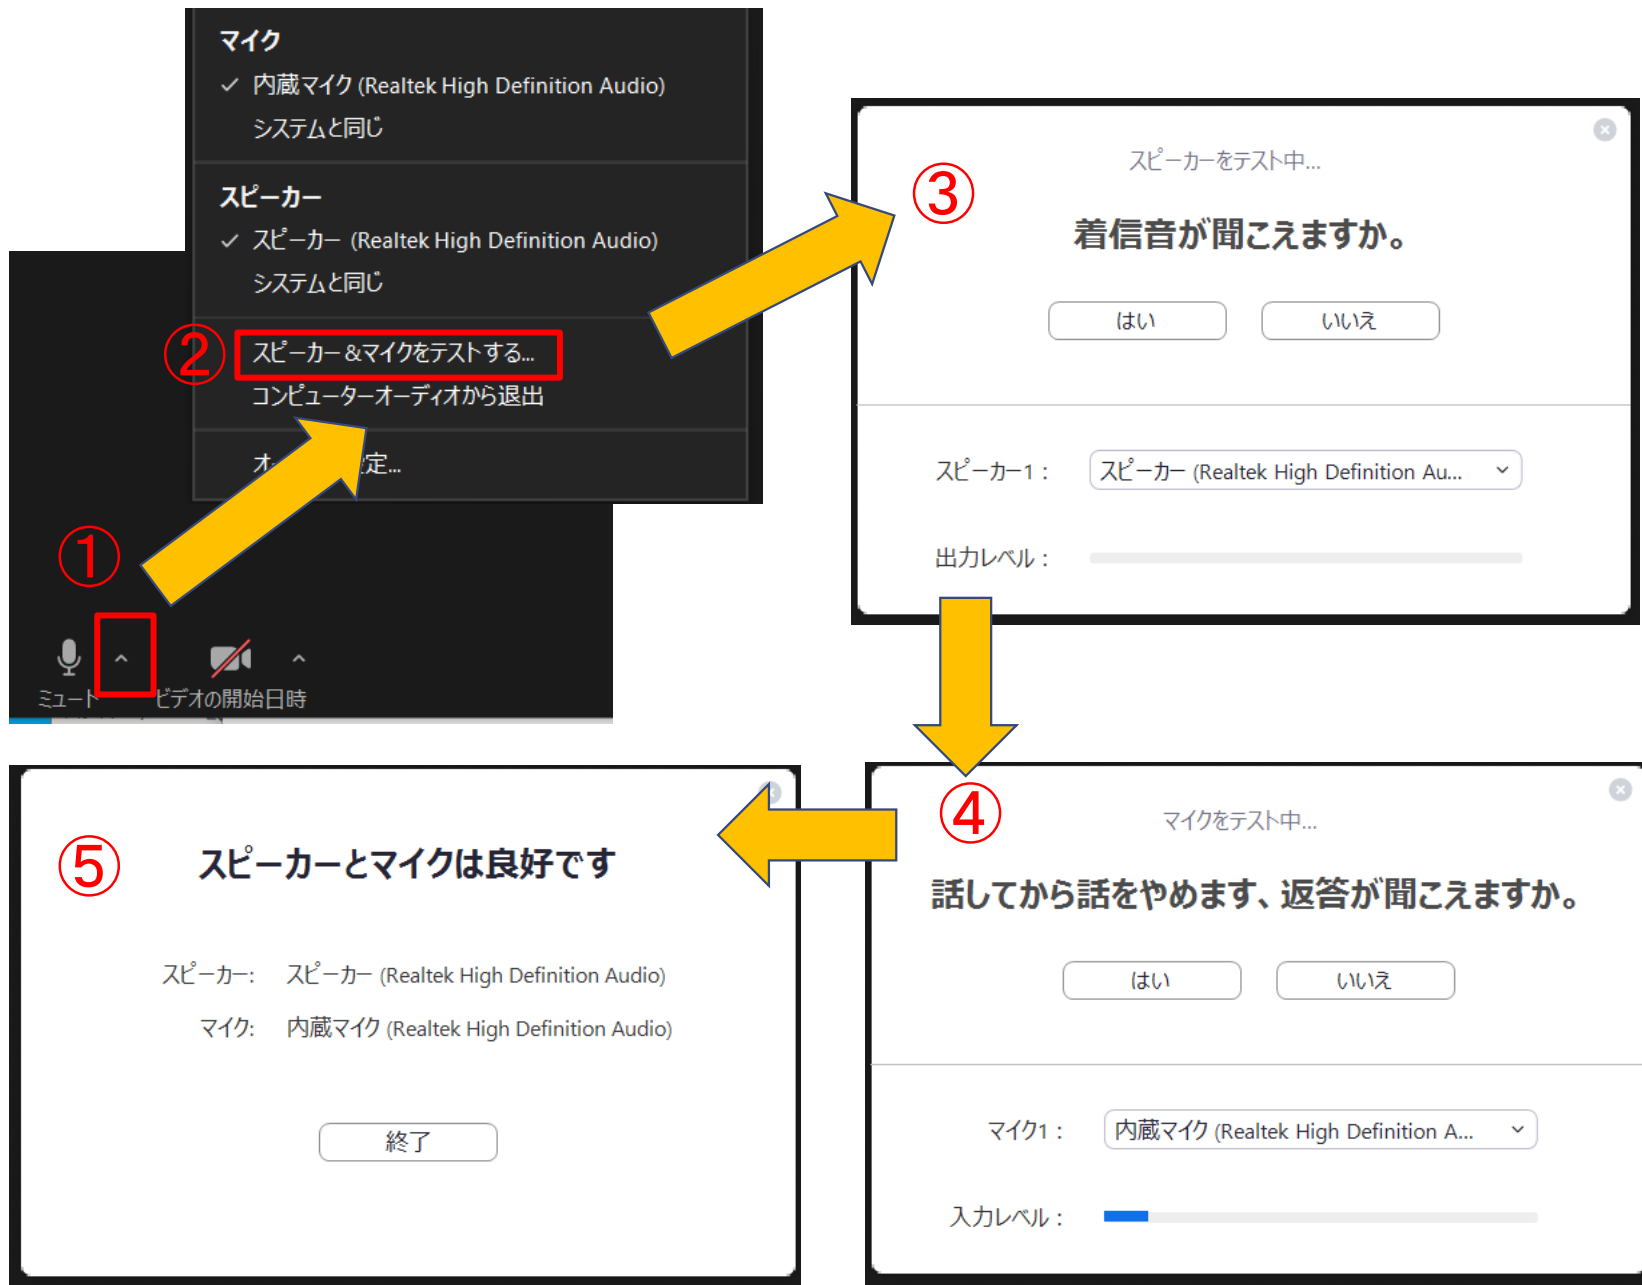 マイク
内蔵マイク (Realtek High Definition Audio)
システムと同じ
スピーカー
スピーカー (Realtek High Definition Audio)
システムと同じ
②
スピーカー&マイクをテストする...
コンピューターオーディオから退出
定...
①
ミュート
ビデオの開始日時
③
スピーカーをテスト中...
着信音が聞こえますか。
はい
いいえ
スピーカー1：
スピーカー (Realtek High Definition Au...
出力レベル：
④
マイクをテスト中...
話してから話をやめます、返答が聞こえますか。
はい
いいえ
マイク1：
内蔵マイク (Realtek High Definition A...
入力レベル：
⑤
スピーカーとマイクは良好です
スピーカー:
スピーカー (Realtek High Definition Audio)
マイク:
内蔵マイク (Realtek High Definition Audio)
終了